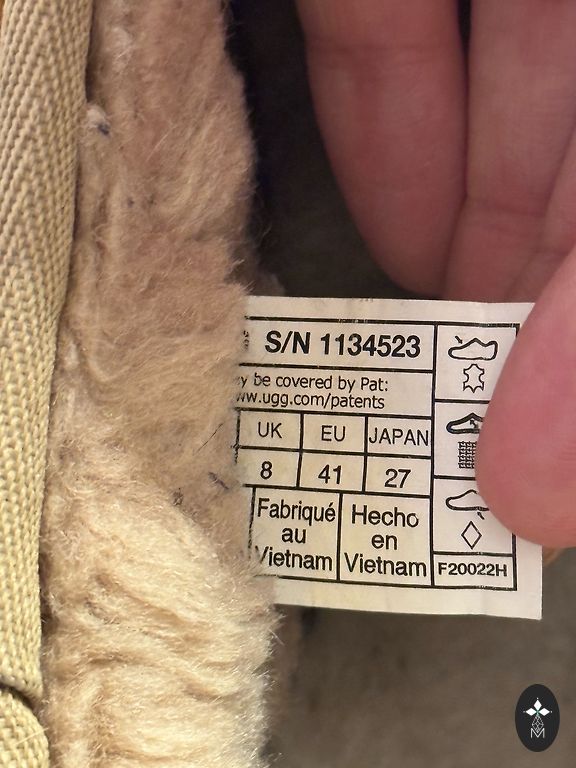 S/N 1134523
be covered by Pat:
ww.ugg.com/patents
UK EU JAPAN
8 41 27
Fabriqué
au
Vietnam
Hecho
en
Vietnam
F20022H
M